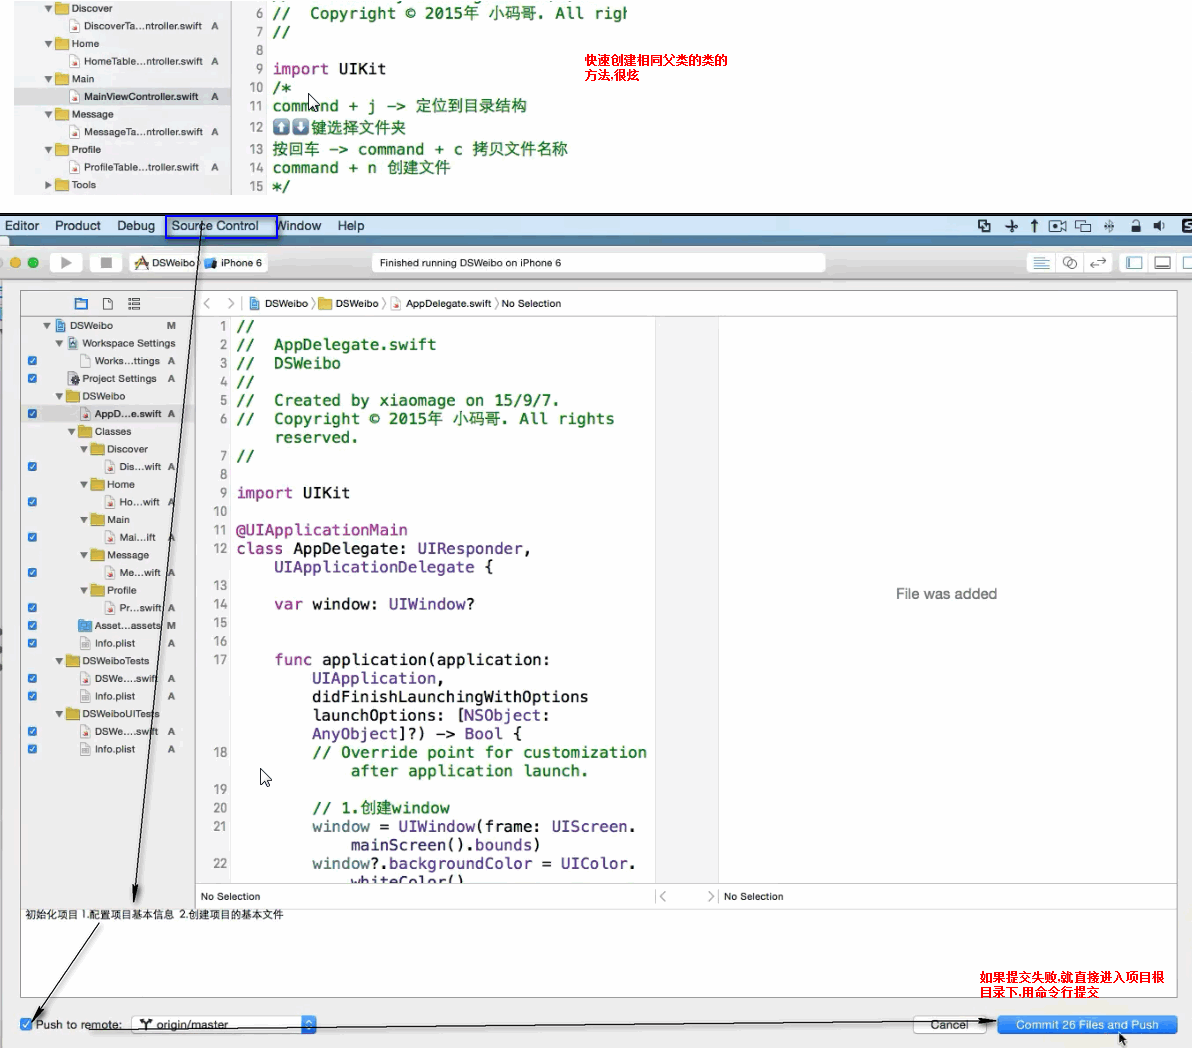 Discover
DiscoverTa...ntroller.swift A
Home
HomeTable...ntroller.swift A
Main
MainViewController.swift A
Message
MessageTa...ntroller.swift A
Profile
ProfileTable...troller.swift A
Tools
6 // Copyright © 2015年 小码哥. All righ
7 //
8
9 import UIKit
10 /*
11 command + j -> 定位到目录结构
12 ⬆️⬇️键选择文件夹
13 按回车 -> command + c 拷贝文件名称
14 command + n 创建文件
15 */
快速创建相同父类的类的
方法,很炫
Editor Product Debug Source Control Window Help
DSWeibo iPhone 6
Finished running DSWeibo on iPhone 6
DSWeibo DSWeibo AppDelegate.swift No Selection
DSWeibo M
Workspace Settings
Works...ttings A
Project Settings A
DSWeibo
AppD...e.swift A
Classes
Discover
Dis...wift A
Home
Ho...wift A
Main
Mai...ift A
Message
Me...wift A
Profile
Pr...swift A
Asset...assets M
Info.plist A
DSWeiboTests
DSWe....swift A
Info.plist A
DSWeiboUITests
DSWe....swift A
Info.plist A
1 //
2 // AppDelegate.swift
3 // DSWeibo
4 //
5 // Created by xiaomage on 15/9/7.
6 // Copyright © 2015年 小码哥. All rights
reserved.
7 //
8
9 import UIKit
10
11 @UIApplicationMain
12 class AppDelegate: UIResponder,
UIApplicationDelegate {
13
14 var window: UIWindow?
15
16
17 func application(application:
UIApplication,
didFinishLaunchingWithOptions
launchOptions: [NSObject:
AnyObject]?) -> Bool {
18 // Override point for customization
after application launch.
19
20 // 1.创建window
21 window = UIWindow(frame: UIScreen.
mainScreen().bounds)
22 window?.backgroundColor = UIColor.
whiteColor()
File was added
No Selection
No Selection
初始化项目 1.配置项目基本信息 2.创建项目的基本文件
如果提交失败,就直接进入项目根
目录下,用命令行提交
Push to remote: origin/master
Cancel
Commit 26 Files and Push